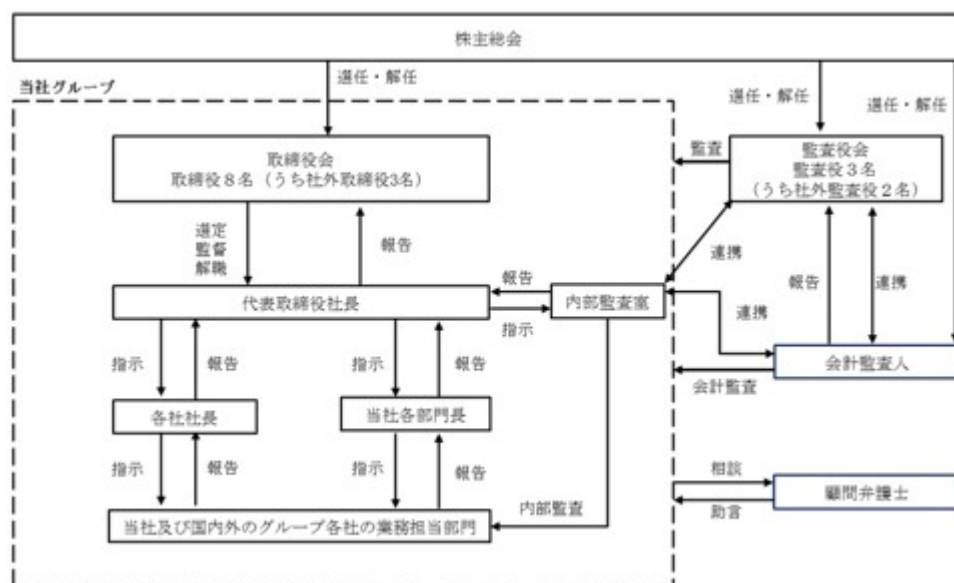 株主総会
当社グループ
選任・解任
選任・解任
選任・解任
取締役会
取締役８名（うち社外取締役3名）
監査
監査役会
監査役３名
（うち社外監査役２名）
選定
監督
解職
報告
連携
報告
連携
報告
代表取締役社長
内部監査室
指示
連携
指示
報告
指示
報告
会計監査人
会計監査
各社社長
当社各部門長
指示
報告
指示
報告
相談
顧問弁護士
助言
内部監査
当社及び国内外のグループ各社の業務担当部門